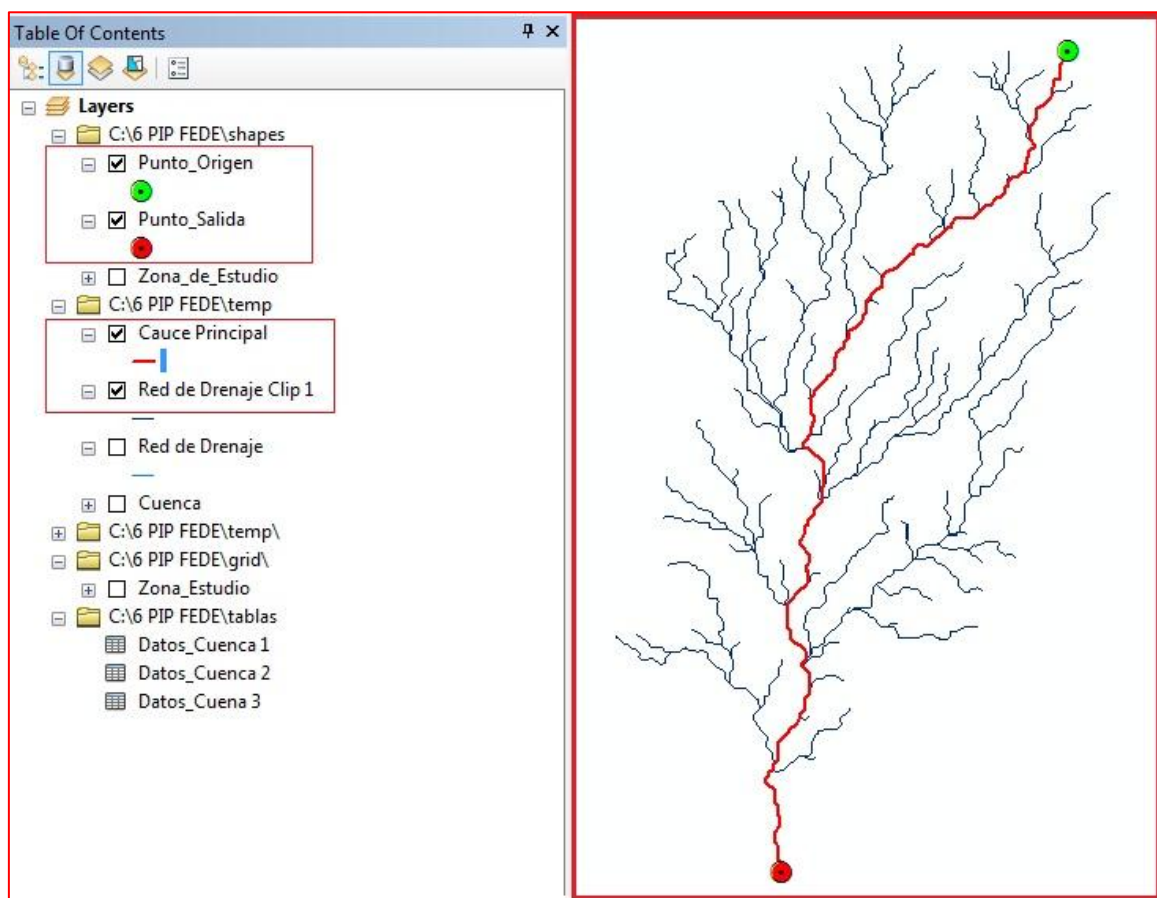 Table Of Contents
Layers
C:\6 PIP FEDE\shapes
Punto_Origen
Punto_Salida
Zona_de_Estudio
C:\6 PIP FEDE\temp
Cauce Principal
Red de Drenaje Clip 1
Red de Drenaje
Cuenca
C:\6 PIP FEDE\temp\
C:\6 PIP FEDE\grid\
Zona_Estudio
C:\6 PIP FEDE\tablas
Datos_Cuenca 1
Datos_Cuenca 2
Datos_Cuena 3